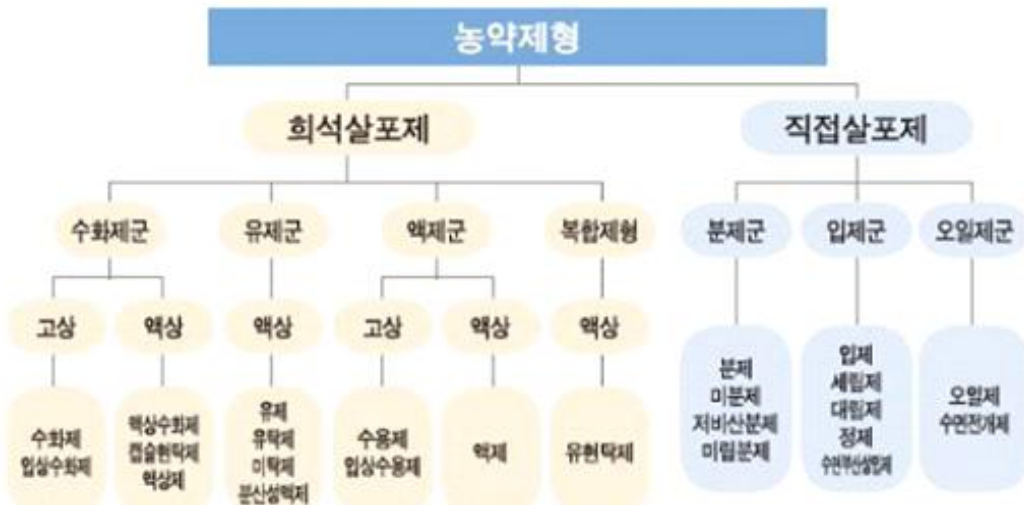 농약제형
희석살포제
직접살포제
수화제군
유제군
액제군
복합제형
분제군
입제군
오일제군
고상
액상
액상
고상
액상
액상
수화제
입상수화제
액상수화제
캡슐현탁제
액상제
유제
유탁제
미탁제
분산성액제
수용제
입상수용제
액제
유현탁제
분제
미분제
저비산분제
미립분제
입제
세립제
대립제
정제
오일제
수면전개제